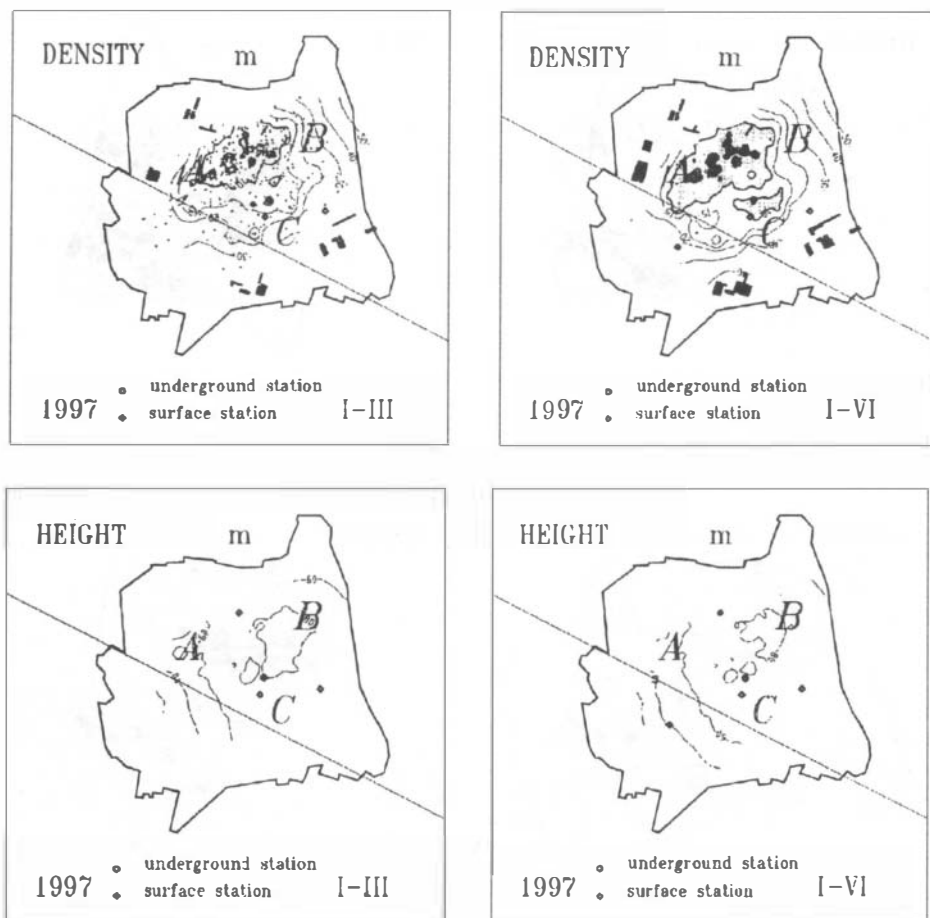 DENSITY m
A B
C
underground station
1997 surface station I-III
DENSITY m
A B
C
underground station
1997 surface station I-VI
HEIGHT m
A B
C
underground station
1997 surface station I-III
HEIGHT m
A B
C
underground station
1997 surface station I-VI